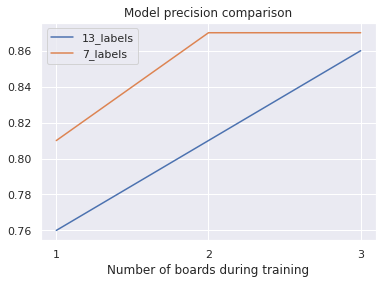 Model precision comparison
13_labels
7_labels
0.86
0.84
0.82
0.80
0.78
0.76
1 2 3
Number of boards during training